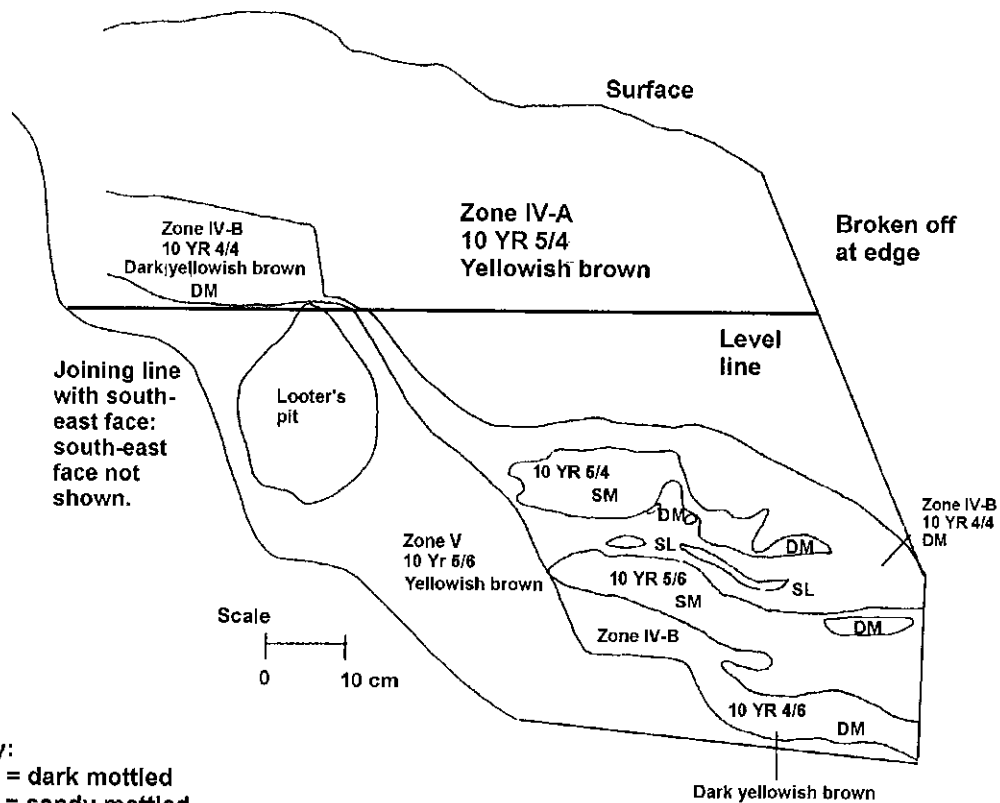 Surface
Zone IV-A
10 YR 5/4
Yellowish brown
Broken off
at edge
Zone IV-B
10 YR 4/4
Dark yellowish brown
DM
Level
line
Joining line
with south-
east face:
south-east
face not
shown.
Looter's
pit
10 YR 5/4
SM
DM
DM
SL
SL
Zone IV-B
10 YR 4/4
DM
Zone V
10 Yr 5/6
Yellowish brown
10 YR 5/6
SM
DM
Zone IV-B
Scale
0 10 cm
10 YR 4/6
DM
Dark yellowish brown
= dark mottled